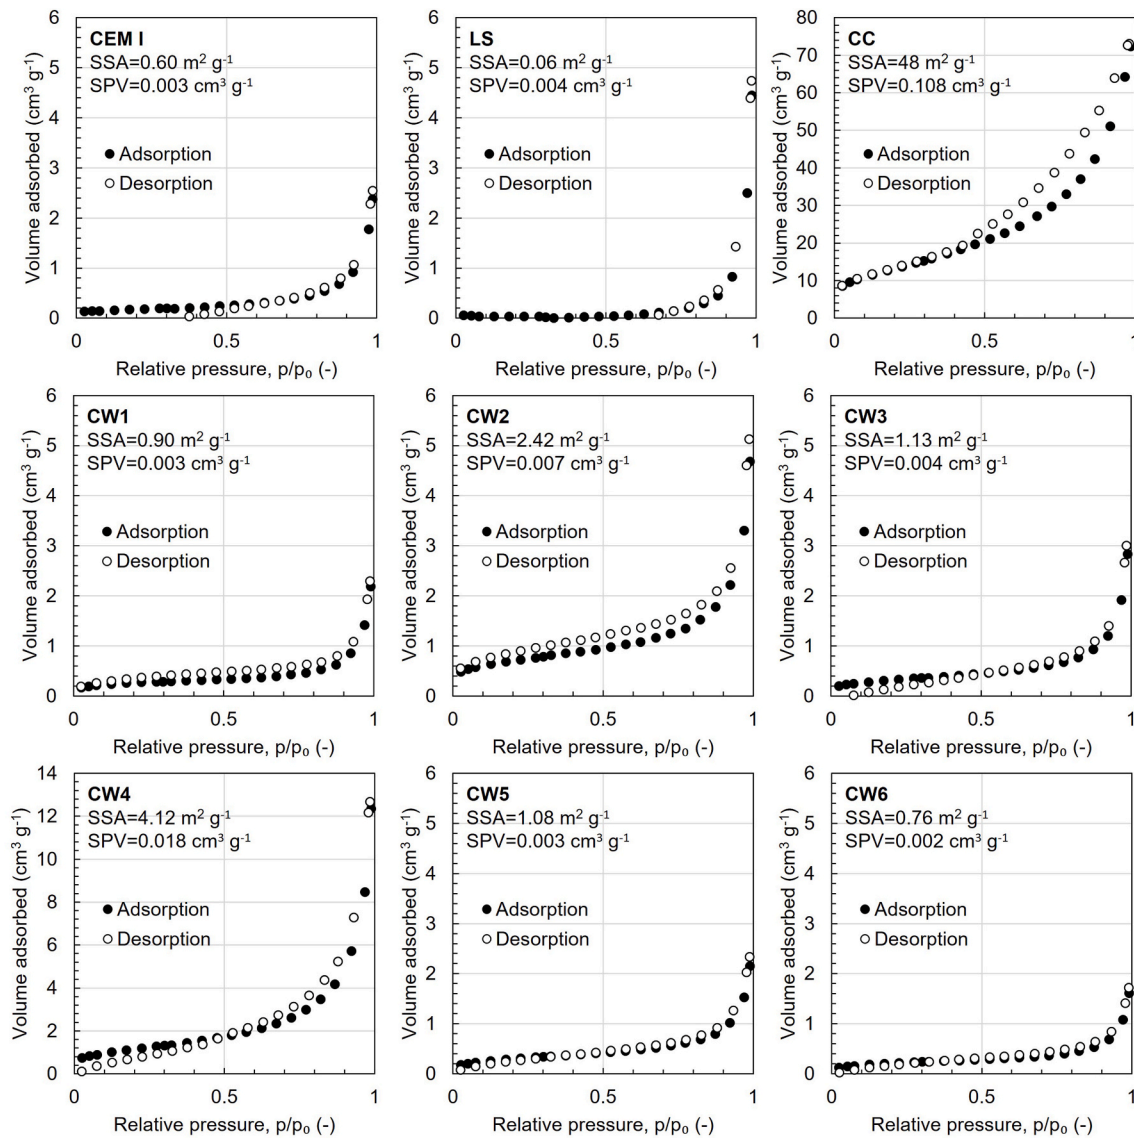 CEM I
SSA=0.60 m² g⁻¹
SPV=0.003 cm³ g⁻¹
Adsorption
Desorption
Volume adsorbed (cm³ g⁻¹)
6
5
4
3
2
1
0
0
0.5
1
Relative pressure, p/p₀ (-)
LS
SSA=0.06 m² g⁻¹
SPV=0.004 cm³ g⁻¹
Adsorption
Desorption
Volume adsorbed (cm³ g⁻¹)
6
5
4
3
2
1
0
0
0.5
1
Relative pressure, p/p₀ (-)
CC
SSA=48 m² g⁻¹
SPV=0.108 cm³ g⁻¹
Adsorption
Desorption
Volume adsorbed (cm³ g⁻¹)
80
70
60
50
40
30
20
10
0
0
0.5
1
Relative pressure, p/p₀ (-)
CW1
SSA=0.90 m² g⁻¹
SPV=0.003 cm³ g⁻¹
Adsorption
Desorption
Volume adsorbed (cm³ g⁻¹)
6
5
4
3
2
1
0
0
0.5
1
Relative pressure, p/p₀ (-)
CW2
SSA=2.42 m² g⁻¹
SPV=0.007 cm³ g⁻¹
Adsorption
Desorption
Volume adsorbed (cm³ g⁻¹)
6
5
4
3
2
1
0
0
0.5
1
Relative pressure, p/p₀ (-)
CW3
SSA=1.13 m² g⁻¹
SPV=0.004 cm³ g⁻¹
Adsorption
Desorption
Volume adsorbed (cm³ g⁻¹)
6
5
4
3
2
1
0
0
0.5
1
Relative pressure, p/p₀ (-)
CW4
SSA=4.12 m² g⁻¹
SPV=0.018 cm³ g⁻¹
Adsorption
Desorption
Volume adsorbed (cm³ g⁻¹)
14
12
10
8
6
4
2
0
0
0.5
1
Relative pressure, p/p₀ (-)
CW5
SSA=1.08 m² g⁻¹
SPV=0.003 cm³ g⁻¹
Adsorption
Desorption
Volume adsorbed (cm³ g⁻¹)
6
5
4
3
2
1
0
0
0.5
1
Relative pressure, p/p₀ (-)
CW6
SSA=0.76 m² g⁻¹
SPV=0.002 cm³ g⁻¹
Adsorption
Desorption
Volume adsorbed (cm³ g⁻¹)
6
5
4
3
2
1
0
0
0.5
1
Relative pressure, p/p₀ (-)